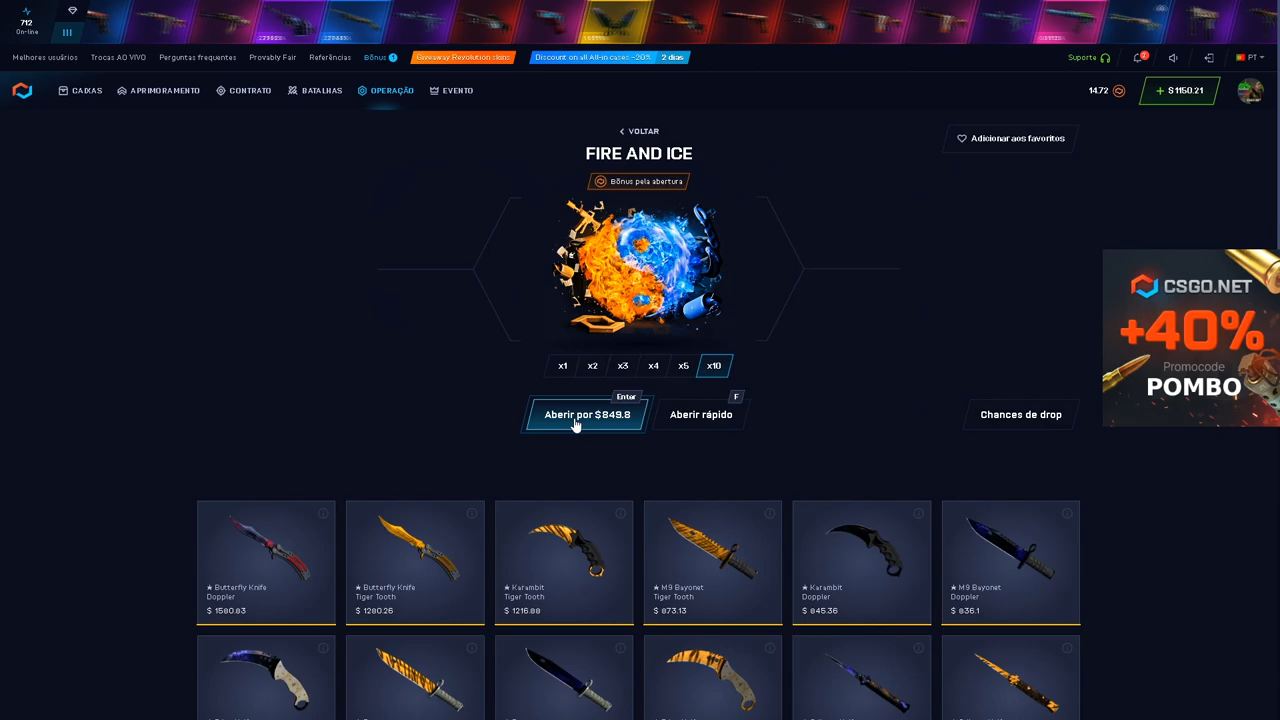 712
On-line
Melhores usuários
Trocas AO VIVO
Perguntas frequentes
Provably Fair
Referências
Bônus
Giveaway Revolution skins
Discount on all All-in cases -20%
2 dias
Suporte
PT
CAIXAS
APRIMORAMENTO
CONTRATO
BATALHAS
OPERAÇÃO
EVENTO
14.72
+ $ 1150.21
VOLTAR
FIRE AND ICE
Bônus pela abertura
Adicionar aos favoritos
x1
x2
x3
x4
x5
x10
Enter
F
Aberir por $ 849.8
Aberir rápido
Chances de drop
CSGO.NET
+40%
Promocode
POMBO
★ Butterfly Knife
Doppler
$ 1580.83
★ Butterfly Knife
Tiger Tooth
$ 1280.26
★ Karambit
Tiger Tooth
$ 1216.88
★ M9 Bayonet
Tiger Tooth
$ 873.13
★ Karambit
Doppler
$ 845.36
★ M9 Bayonet
Doppler
$ 836.1